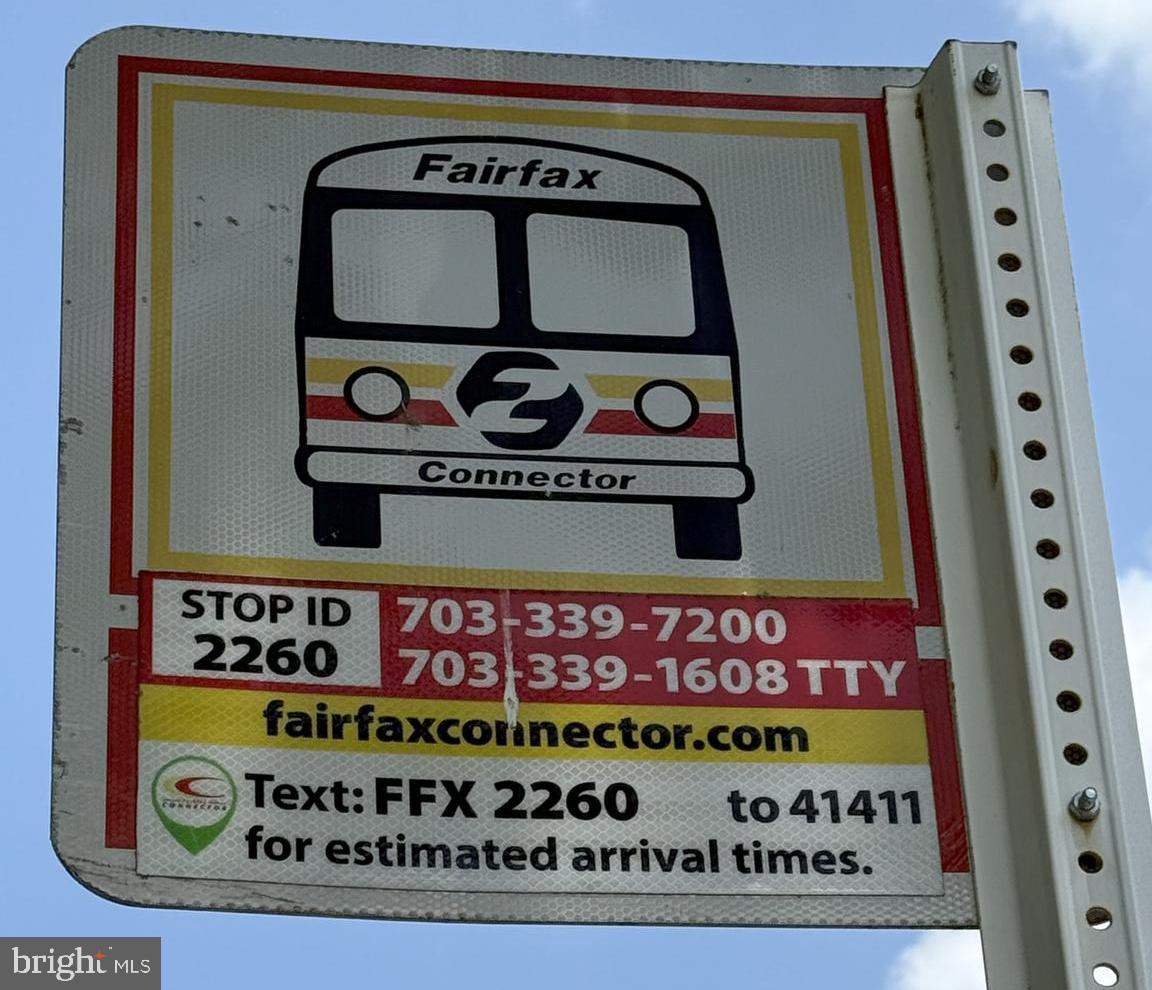 Fairfax
Connector
STOP ID
2260
703-339-7200
703-339-1608 TTY
fairfaxconnector.com
CONNECTOR
Text: FFX 2260 to 41411
for estimated arrival times.
bright MLS